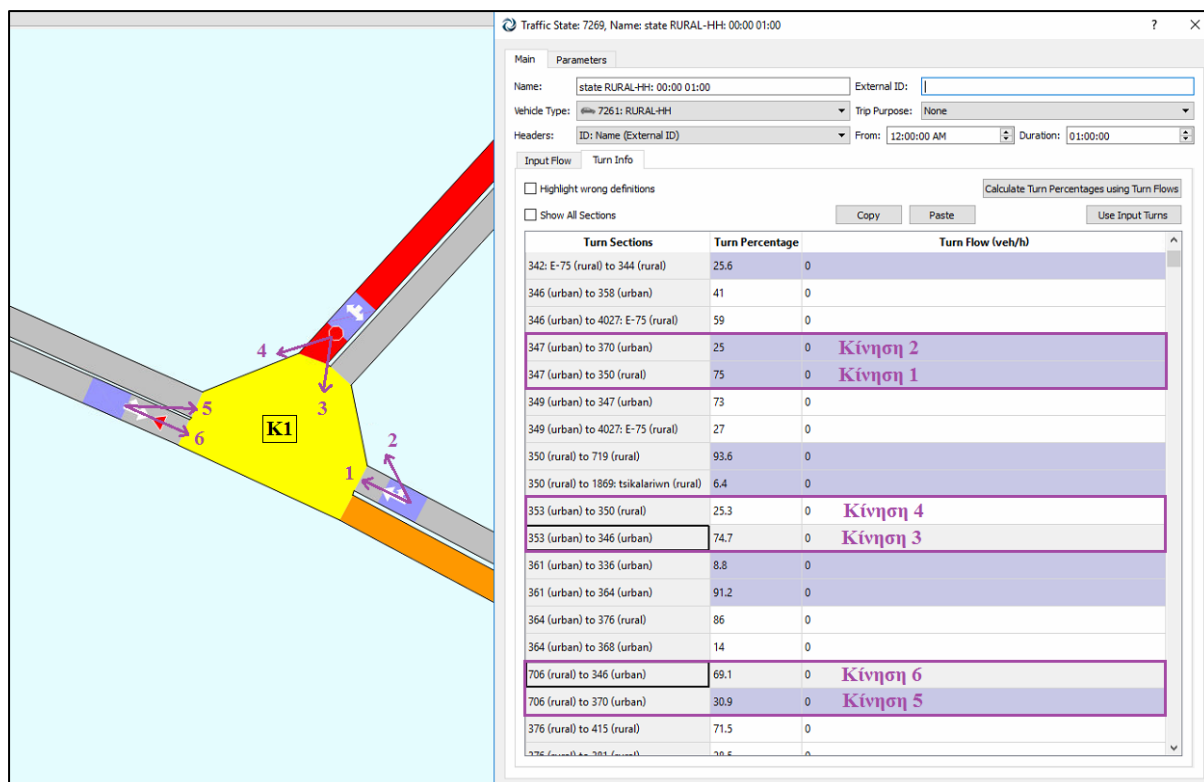 Traffic State: 7269, Name: state RURAL-HH: 00:00 01:00 ? ×
Main Parameters
Name: state RURAL-HH: 00:00 01:00 External ID:
Vehicle Type: 7261: RURAL-HH Trip Purpose: None
Headers: ID: Name (External ID) From: 12:00:00 AM Duration: 01:00:00
Input Flow Turn Info
Highlight wrong definitions Calculate Turn Percentages using Turn Flows
Show All Sections Copy Paste Use Input Turns
Turn Sections Turn Percentage Turn Flow (veh/h)
342: E-75 (rural) to 344 (rural) 25.6 0
346 (urban) to 358 (urban) 41 0
346 (urban) to 4027: E-75 (rural) 59 0
347 (urban) to 370 (urban) 25 0 Κίνηση 2
347 (urban) to 350 (rural) 75 0 Κίνηση 1
349 (urban) to 347 (urban) 73 0
349 (urban) to 4027: E-75 (rural) 27 0
350 (rural) to 719 (rural) 93.6 0
350 (rural) to 1869: tsikalariwn (rural) 6.4 0
353 (urban) to 350 (rural) 25.3 0 Κίνηση 4
353 (urban) to 346 (urban) 74.7 0 Κίνηση 3
361 (urban) to 336 (urban) 8.8 0
361 (urban) to 364 (urban) 91.2 0
364 (urban) to 376 (rural) 86 0
364 (urban) to 368 (urban) 14 0
706 (rural) to 346 (urban) 69.1 0 Κίνηση 6
706 (rural) to 370 (urban) 30.9 0 Κίνηση 5
376 (rural) to 415 (rural) 71.5 0
4
3
5
6
K1
2
1